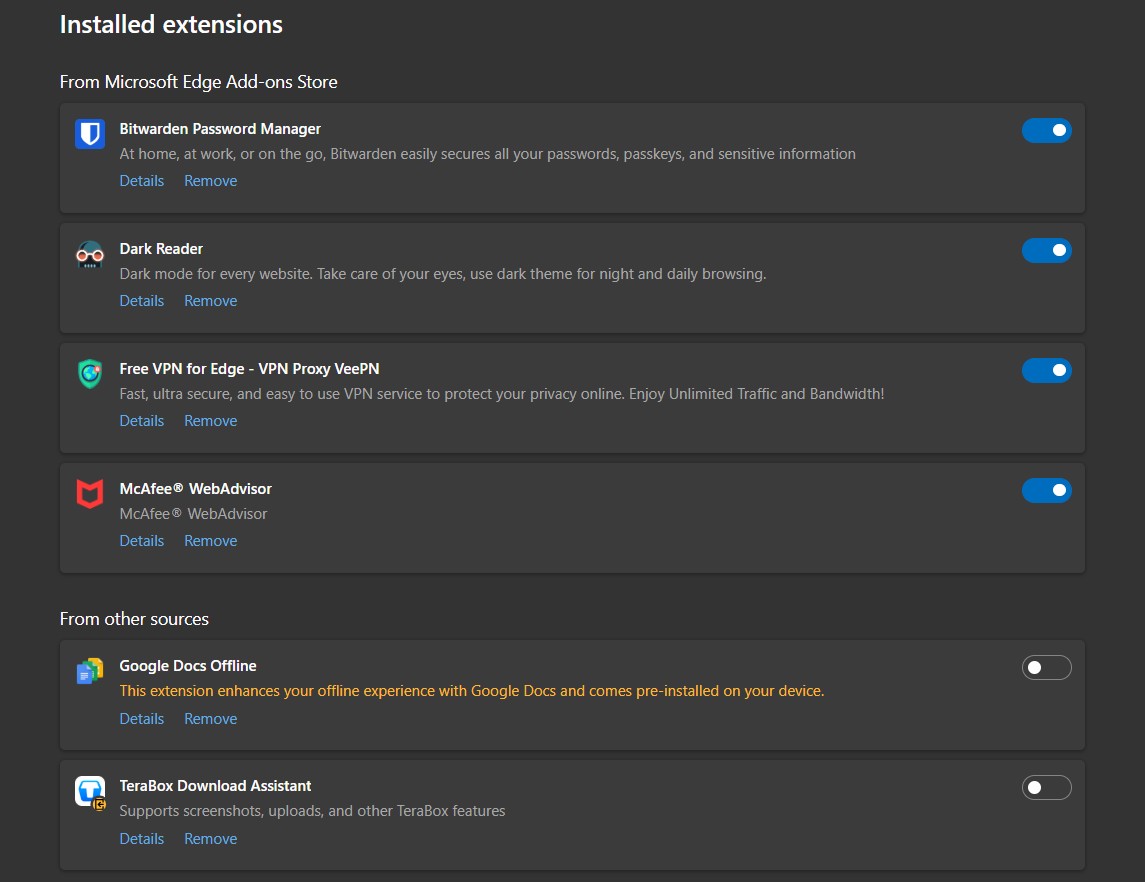 Installed extensions
From Microsoft Edge Add-ons Store
Bitwarden Password Manager
At home, at work, or on the go, Bitwarden easily secures all your passwords, passkeys, and sensitive information
Details Remove
Dark Reader
Dark mode for every website. Take care of your eyes, use dark theme for night and daily browsing.
Details Remove
Free VPN for Edge - VPN Proxy VeePN
Fast, ultra secure, and easy to use VPN service to protect your privacy online. Enjoy Unlimited Traffic and Bandwidth!
Details Remove
McAfee® WebAdvisor
McAfee® WebAdvisor
Details Remove
From other sources
Google Docs Offline
This extension enhances your offline experience with Google Docs and comes pre-installed on your device.
Details Remove
TeraBox Download Assistant
Supports screenshots, uploads, and other TeraBox features
Details Remove